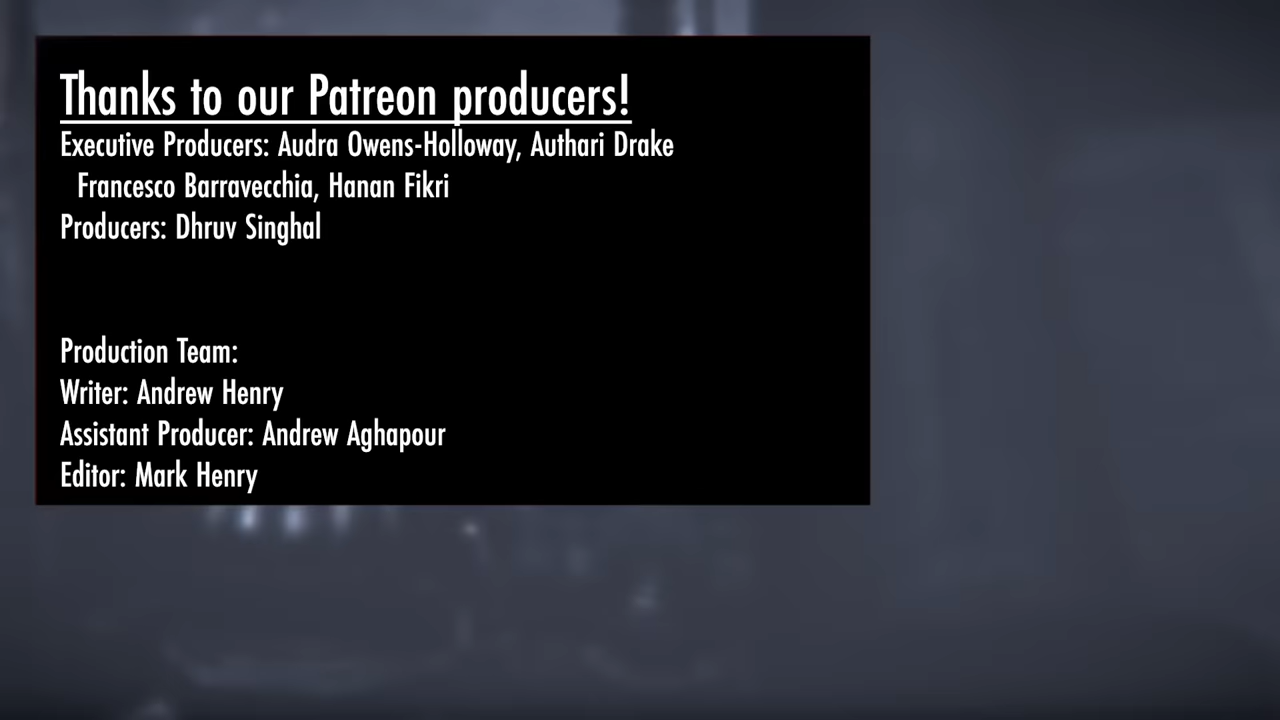 Thanks to our Patreon producers!
Executive Producers: Audra Owens-Holloway, Authari Drake
Francesco Barravecchia, Hanan Fikri
Producers: Dhruv Singhal
Production Team:
Writer: Andrew Henry
Assistant Producer: Andrew Aghapour
Editor: Mark Henry